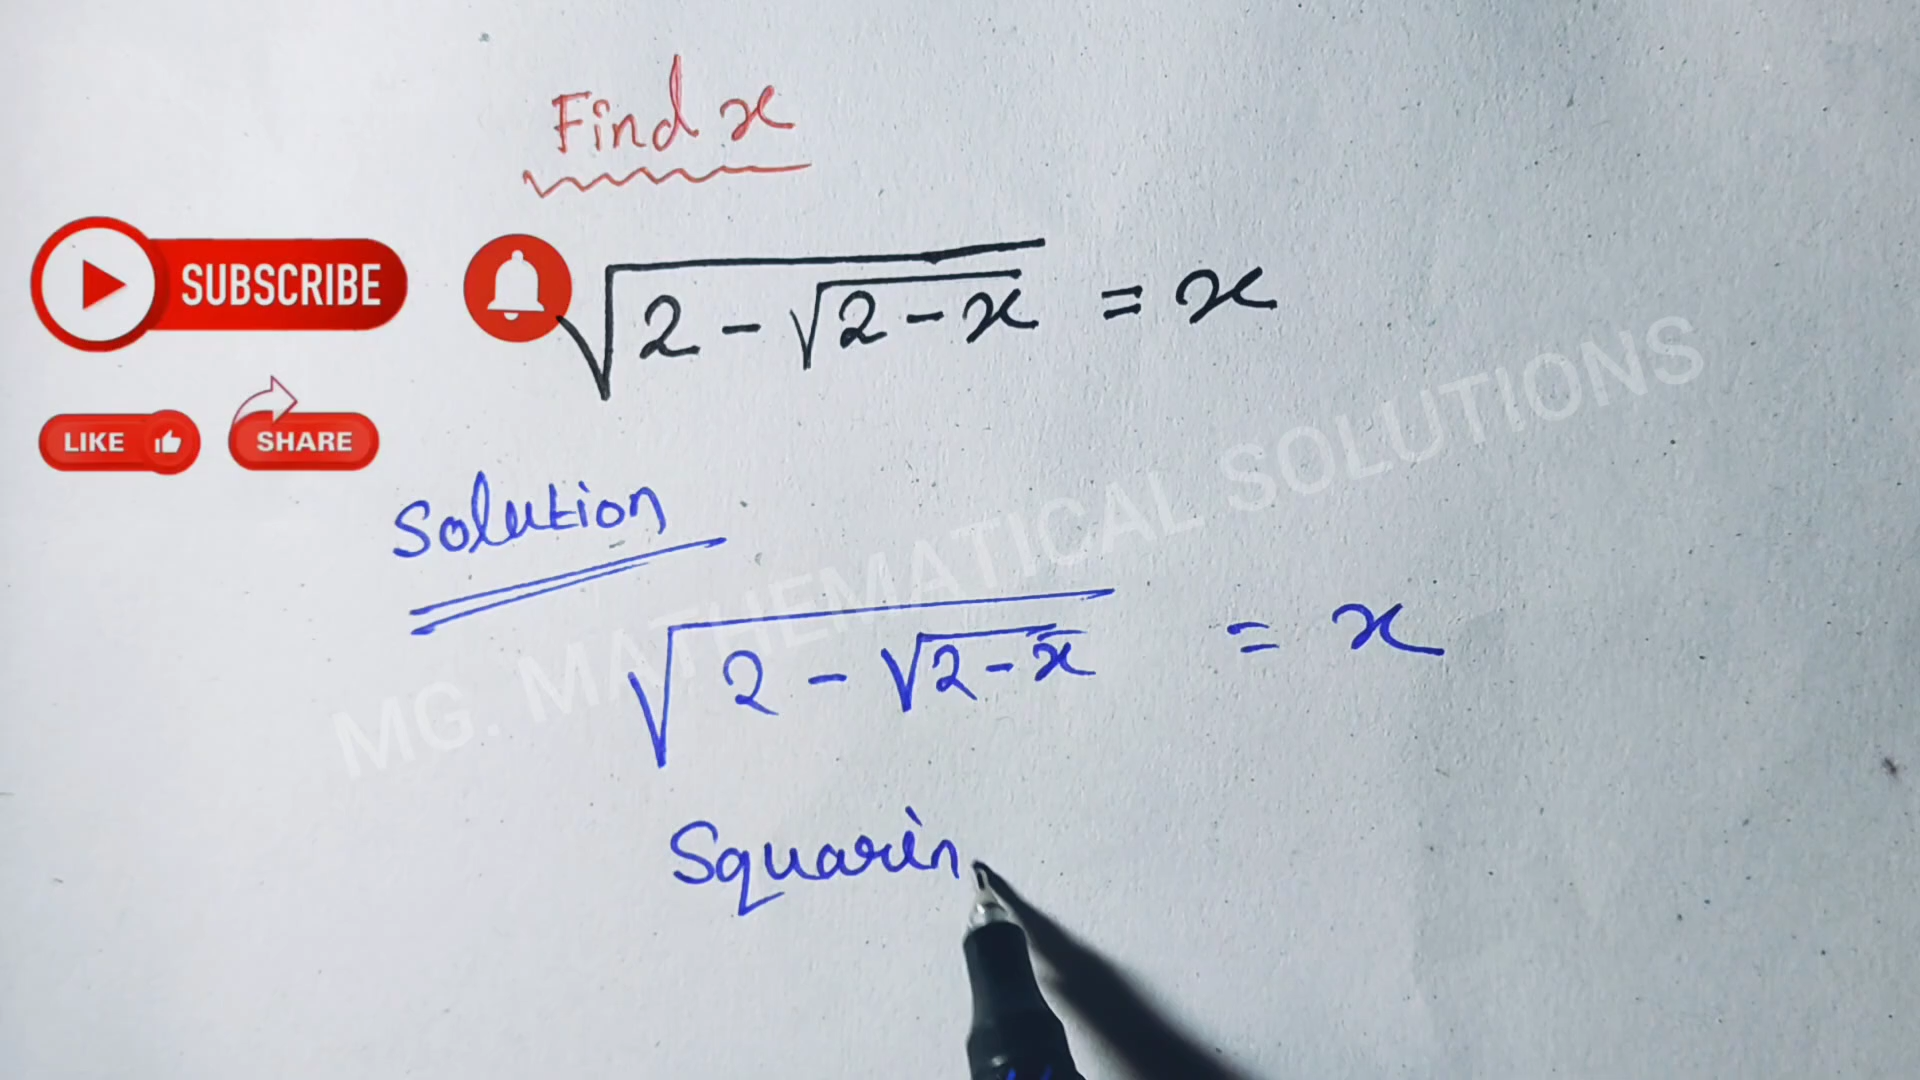 Find x
SUBSCRIBE
√(2 - √(2 - x)) = x
LIKE
SHARE
Solution
√(2 - √(2 - x)) = x
MG. MATHEMATICAL SOLUTIONS
Squarin